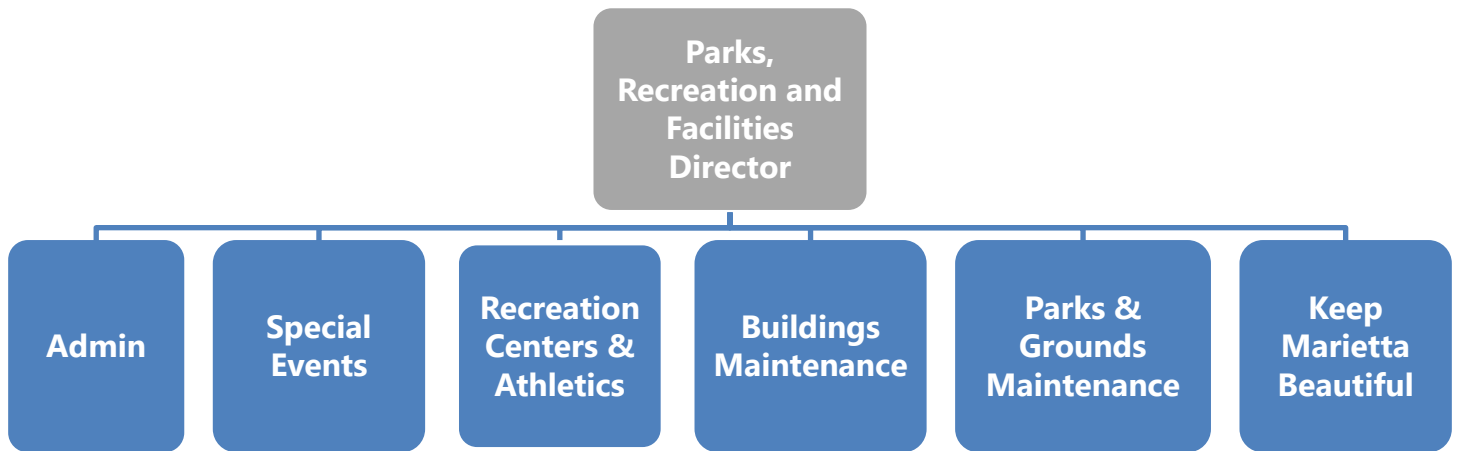 Parks,
Recreation and
Facilities
Director
Admin
Special
Events
Recreation
Centers &
Athletics
Buildings
Maintenance
Parks &
Grounds
Maintenance
Keep
Marietta
Beautiful